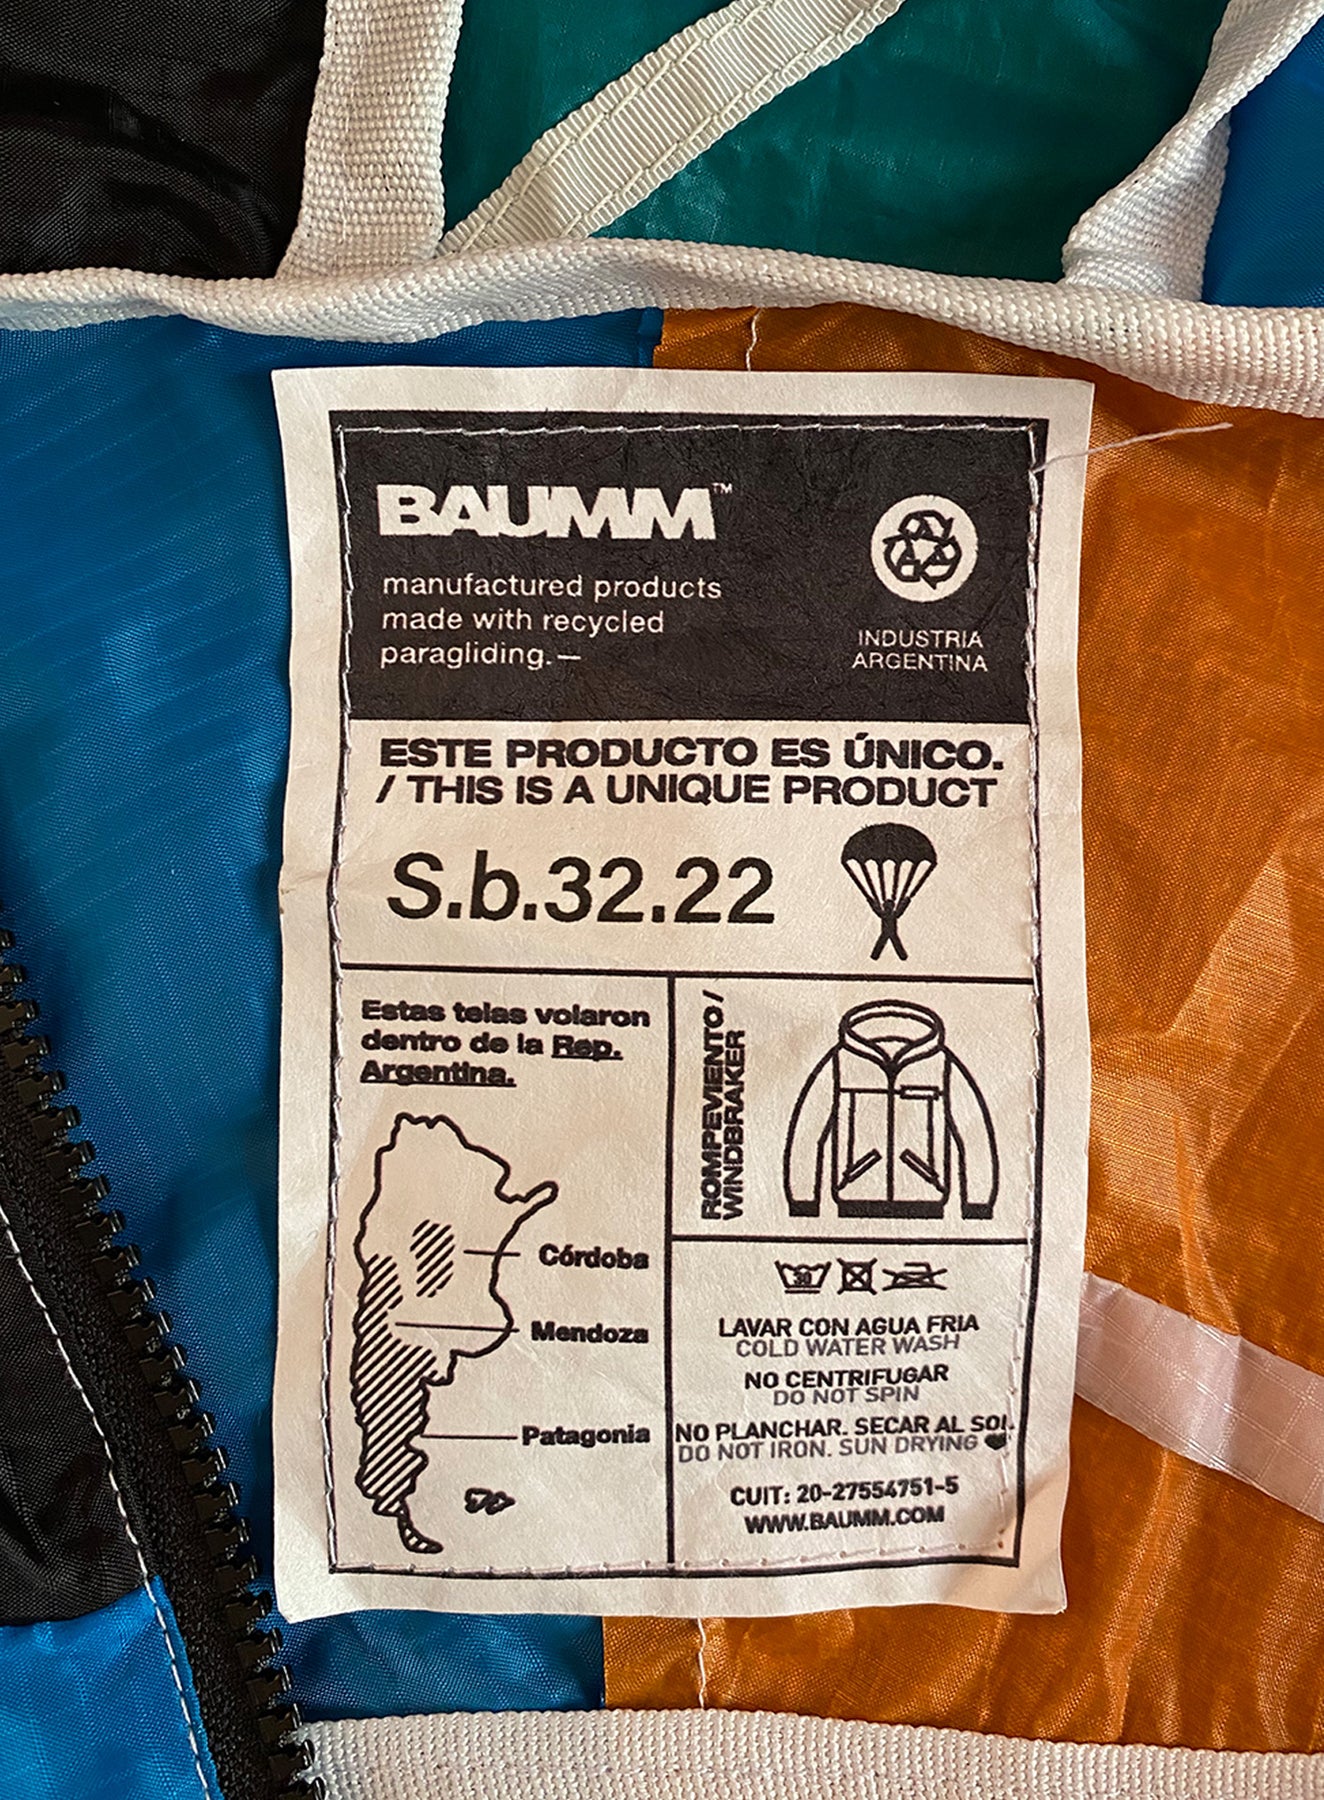 BAUMM™
manufactured products
made with recycled
paragliding.—
INDUSTRIA
ARGENTINA
ESTE PRODUCTO ES ÚNICO.
/ THIS IS A UNIQUE PRODUCT
S.b.32.22
Estas telas volaron
dentro de la Rep.
Argentina.
Córdoba
Mendoza
Patagonia
ROMPEVIENTO /
WINDBRAKER
30
LAVAR CON AGUA FRIA
COLD WATER WASH
NO CENTRIFUGAR
DO NOT SPIN
NO PLANCHAR. SECAR AL SOL.
DO NOT IRON. SUN DRYING
CUIT: 20-27554751-5
WWW.BAUMM.COM